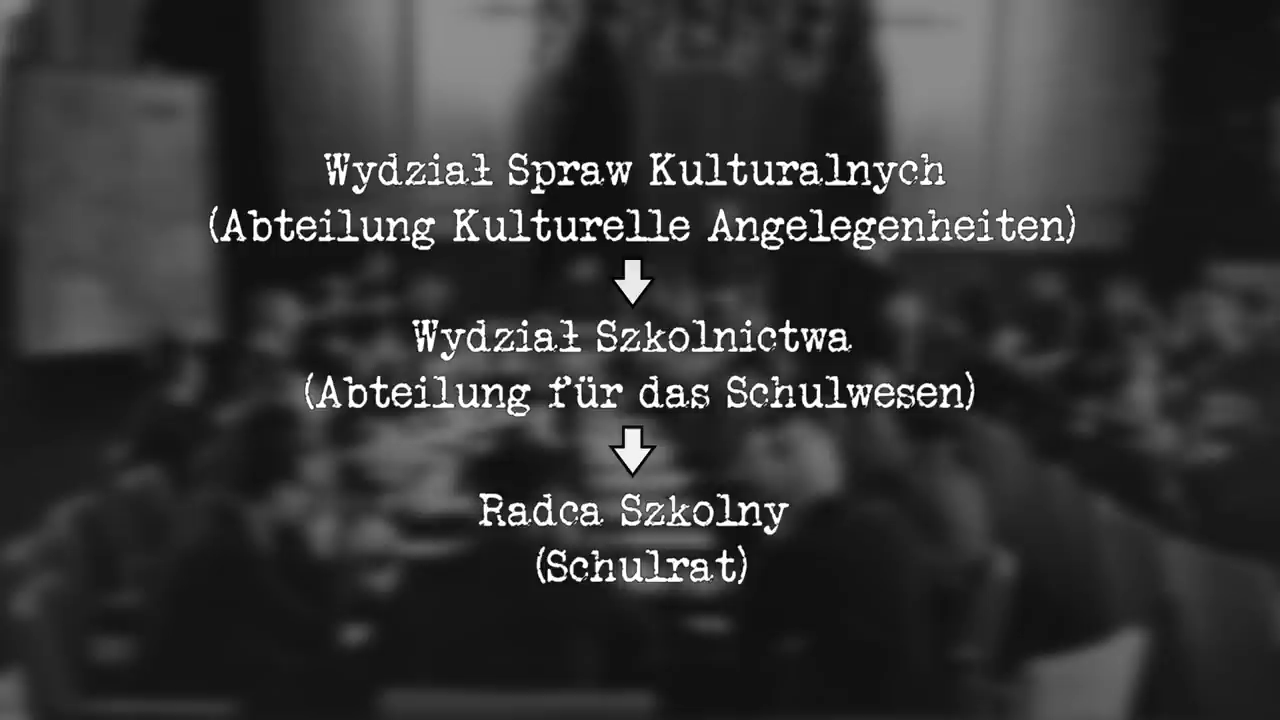 Wydział Spraw Kulturalnych
(Abteilung Kulturelle Angelegenheiten)
Wydział Szkolnictwa
(Abteilung für das Schulwesen)
Radca Szkolny
(Schulrat)